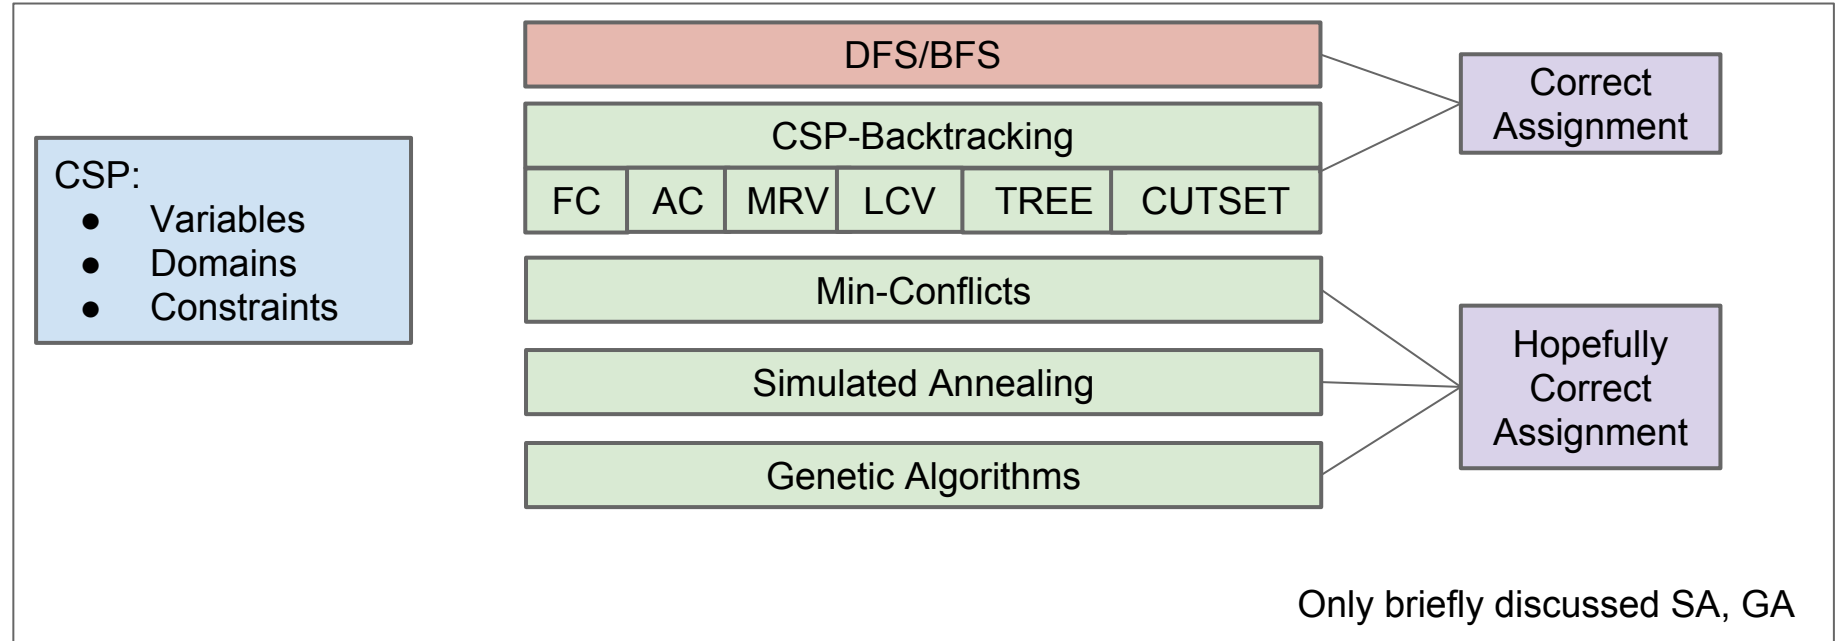 CSP:
● Variables
● Domains
● Constraints
DFS/BFS
CSP-Backtracking
FC AC MRV LCV TREE CUTSET
Min-Conflicts
Simulated Annealing
Genetic Algorithms
Correct
Assignment
Hopefully
Correct
Assignment
Only briefly discussed SA, GA